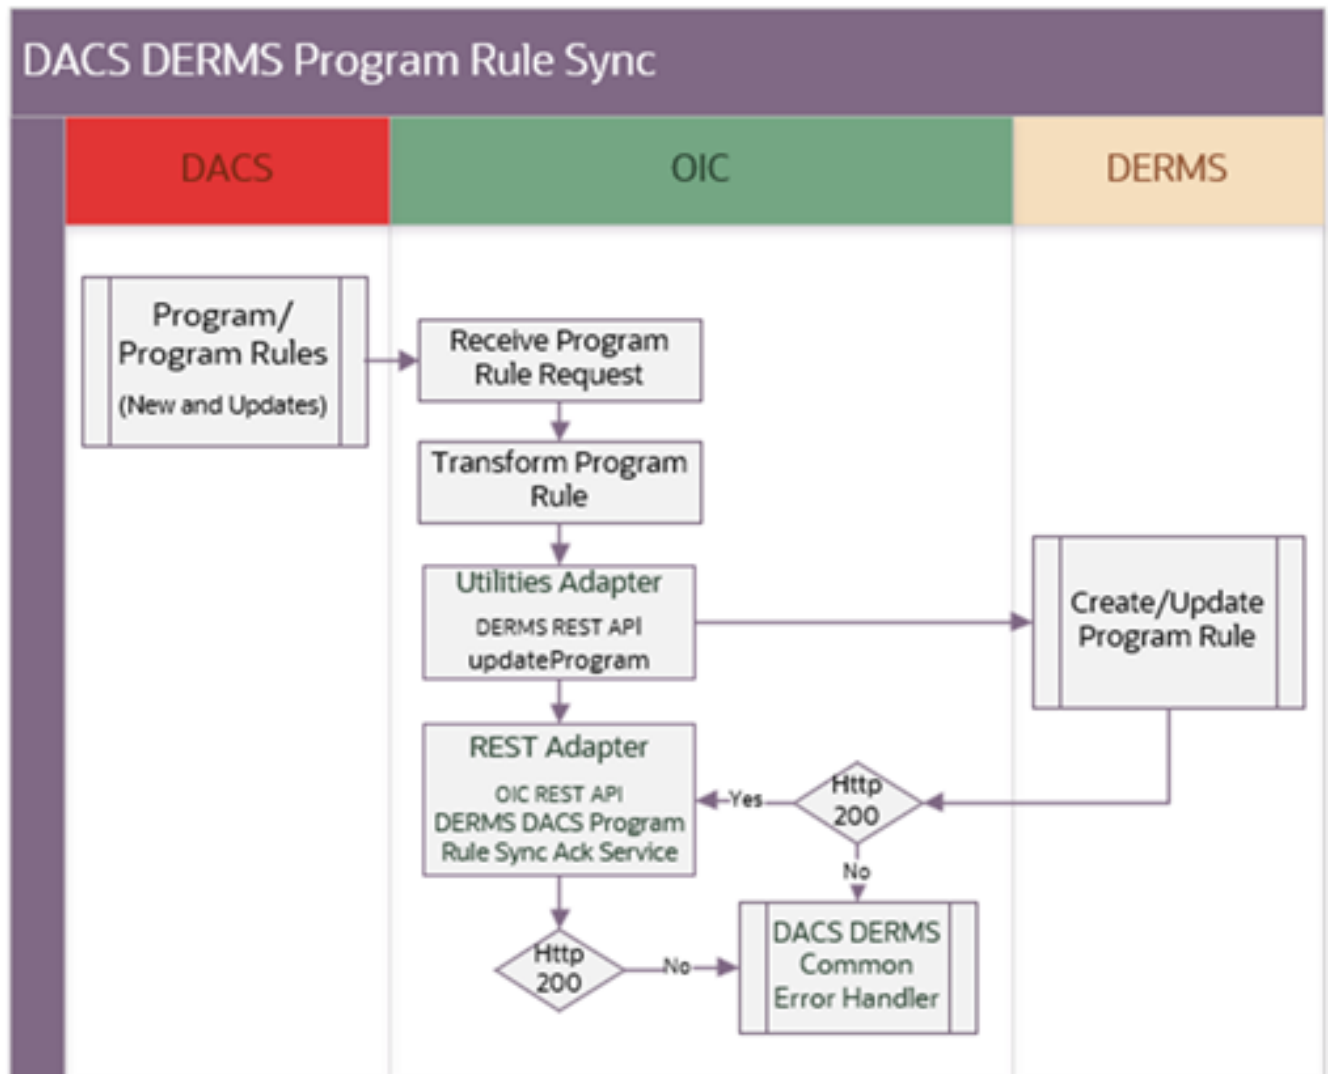 DACS DERMS Program Rule Sync
DACS
OIC
DERMS
Program/
Program Rules
(New and Updates)
Receive Program
Rule Request
Transform Program
Rule
Utilities Adapter
DERMS REST API
updateProgram
Create/Update
Program Rule
REST Adapter
OIC REST API
DERMS DACS Program
Rule Sync Ack Service
Yes
Http
200
No
Http
200
No
DACS DERMS
Common
Error Handler